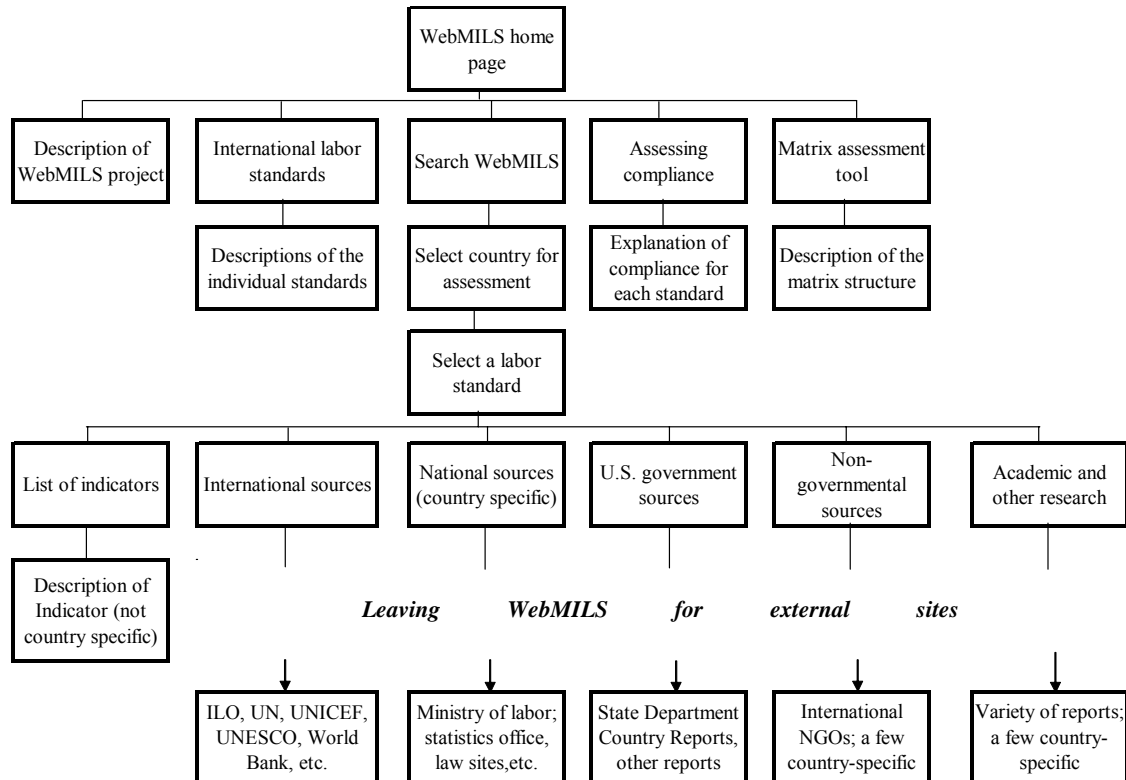 WebMILS home
page
Description of
WebMILS project
International labor
standards
Search WebMILS
Assessing
compliance
Matrix assessment
tool
Descriptions of the
individual standards
Select country for
assessment
Explanation of
compliance for
each standard
Description of the
matrix structure
Select a labor
standard
List of indicators
International sources
National sources
(country specific)
U.S. government
sources
Non-
governmental
sources
Academic and
other research
Description of
Indicator (not
country specific)
Leaving WebMILS for external sites
ILO, UN, UNICEF,
UNESCO, World
Bank, etc.
Ministry of labor;
statistics office,
law sites,etc.
State Department
Country Reports,
other reports
International
NGOs; a few
country-specific
Variety of reports;
a few country-
specific